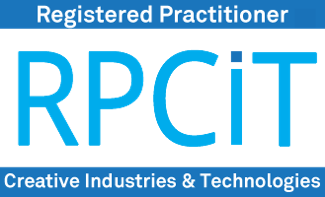 Registered Practitioner
RPCiT
Creative Industries & Technologies